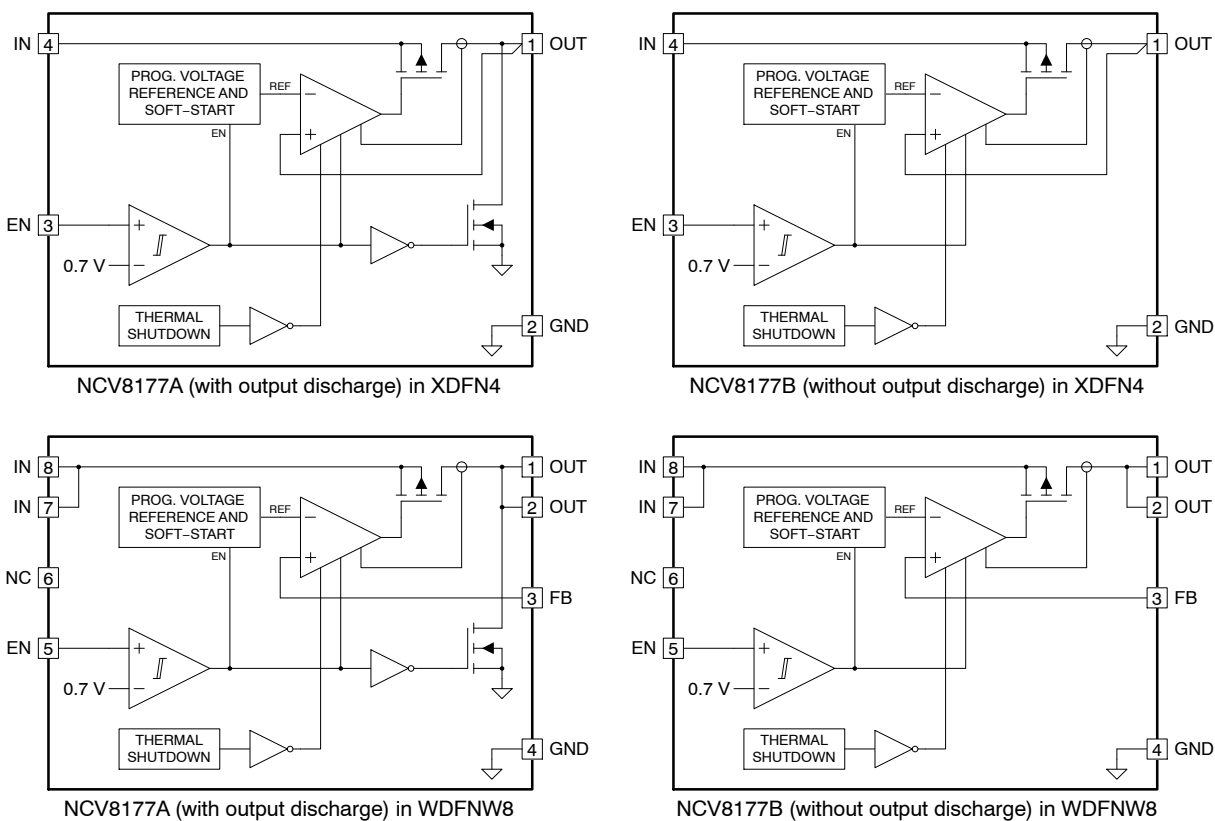 IN 4
1 OUT
PROG. VOLTAGE
REFERENCE AND
SOFT−START
REF
−
+
EN
EN 3
+
0.7 V −
THERMAL
SHUTDOWN
2 GND
NCV8177A (with output discharge) in XDFN4
IN 4
1 OUT
PROG. VOLTAGE
REFERENCE AND
SOFT−START
REF
−
+
EN
EN 3
+
0.7 V −
THERMAL
SHUTDOWN
2 GND
NCV8177B (without output discharge) in XDFN4
IN 8
1 OUT
IN 7
2 OUT
PROG. VOLTAGE
REFERENCE AND
SOFT−START
REF
−
+
EN
NC 6
3 FB
EN 5
+
0.7 V −
THERMAL
SHUTDOWN
4 GND
NCV8177A (with output discharge) in WDFNW8
IN 8
1 OUT
IN 7
2 OUT
PROG. VOLTAGE
REFERENCE AND
SOFT−START
REF
−
+
EN
NC 6
3 FB
EN 5
+
0.7 V −
THERMAL
SHUTDOWN
4 GND
NCV8177B (without output discharge) in WDFNW8